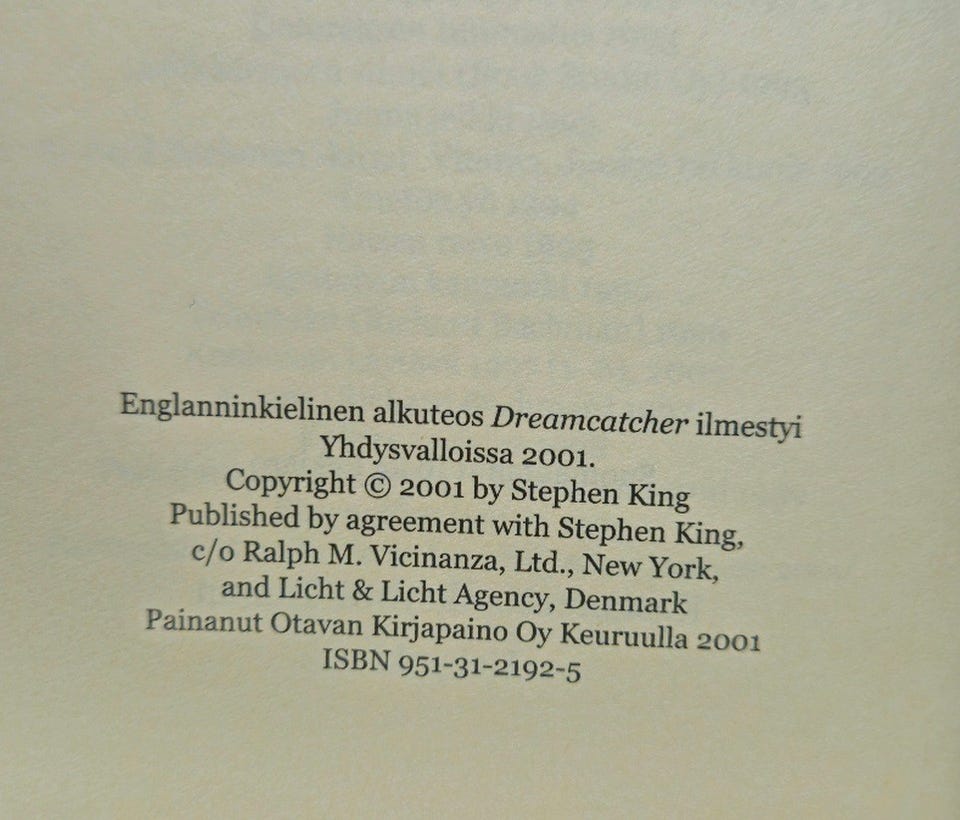 Englanninkielinen alkuteos Dreamcatcher ilmestyi
Yhdysvalloissa 2001.
Copyright © 2001 by Stephen King
Published by agreement with Stephen King,
c/o Ralph M. Vicinanza, Ltd., New York,
and Licht & Licht Agency, Denmark
Painanut Otavan Kirjapaino Oy Keuruulla 2001
ISBN 951-31-2192-5